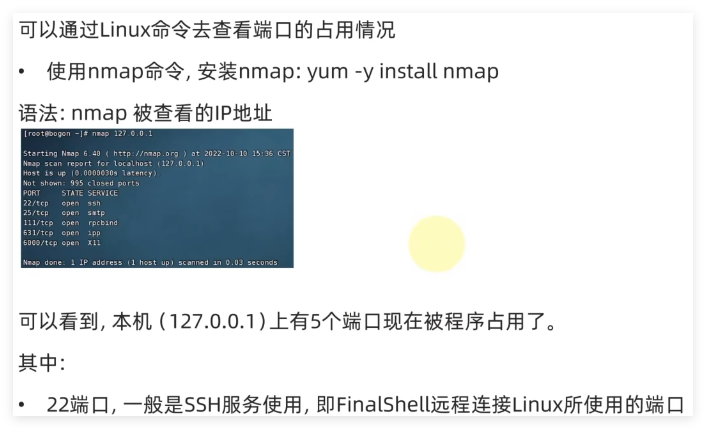 可以通过Linux命令去查看端口的占用情况
• 使用nmap命令, 安装nmap: yum -y install nmap
语法: nmap 被查看的IP地址
[root@bogon ~]# nmap 127.0.0.1
Starting Nmap 6.40 ( http://nmap.org ) at 2022-10-10 15:36 CST
Nmap scan report for localhost (127.0.0.1)
Host is up (0.0000030s latency).
Not shown: 995 closed ports
PORT STATE SERVICE
22/tcp open ssh
25/tcp open smtp
111/tcp open rpcbind
631/tcp open ipp
6000/tcp open X11
Nmap done: 1 IP address (1 host up) scanned in 0.03 seconds
可以看到, 本机 (127.0.0.1) 上有5个端口现在被程序占用了。
其中:
• 22端口, 一般是SSH服务使用, 即FinalShell远程连接Linux所使用的端口